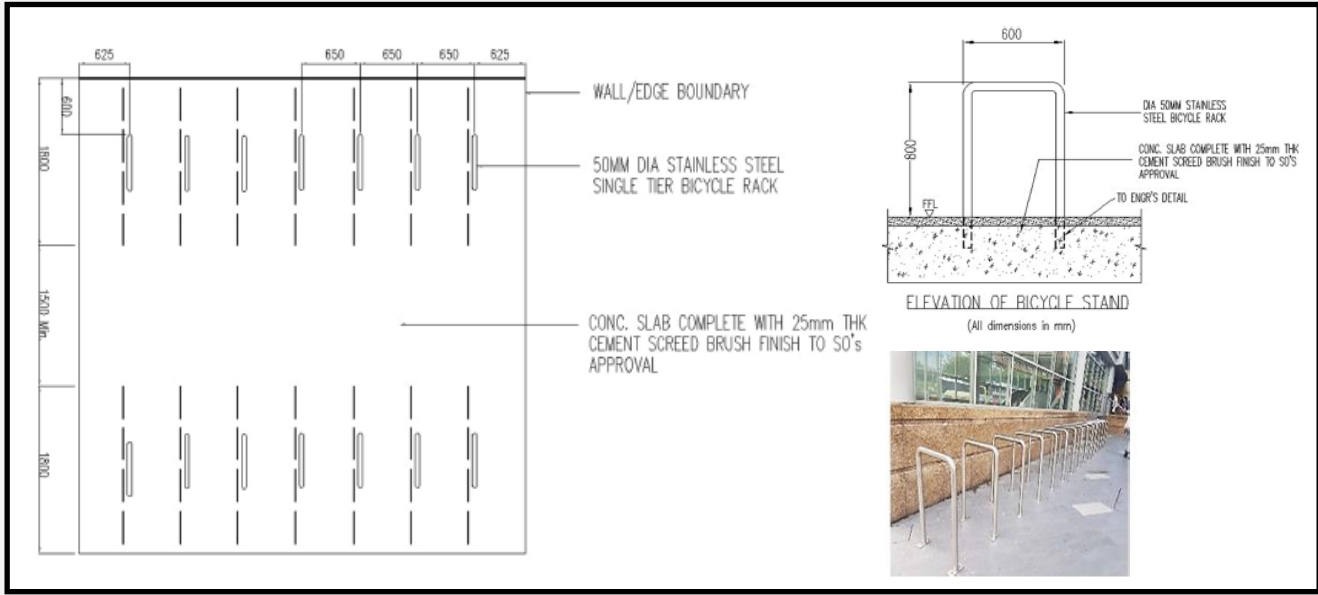 625
650
650
650
625
600
1800
1500 Min.
1800
WALL/EDGE BOUNDARY
50MM DIA STAINLESS STEEL
SINGLE TIER BICYCLE RACK
CONC. SLAB COMPLETE WITH 25mm THK
CEMENT SCREED BRUSH FINISH TO SO's
APPROVAL
600
800
DIA 50MM STAINLESS
STEEL BICYCLE RACK
CONC. SLAB COMPLETE WITH 25mm THK
CEMENT SCREED BRUSH FINISH TO SO'S
APPROVAL
TO ENGR'S DETAIL
FFL
ELEVATION OF BICYCLE STAND
(All dimensions in mm)